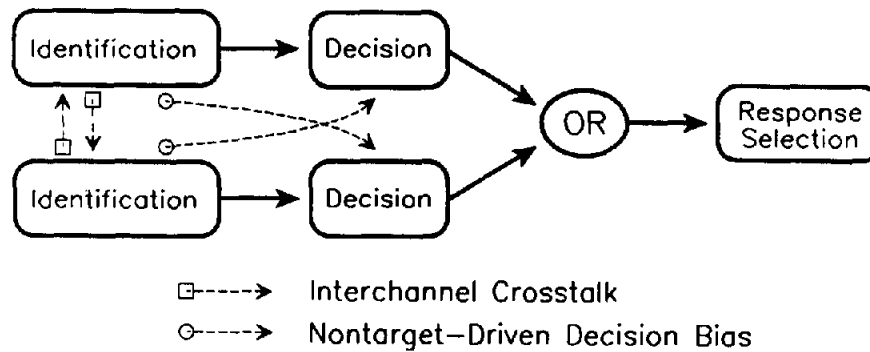 Identification
Decision
OR
Response
Selection
Identification
Decision
Interchannel Crosstalk
Nontarget-Driven Decision Bias